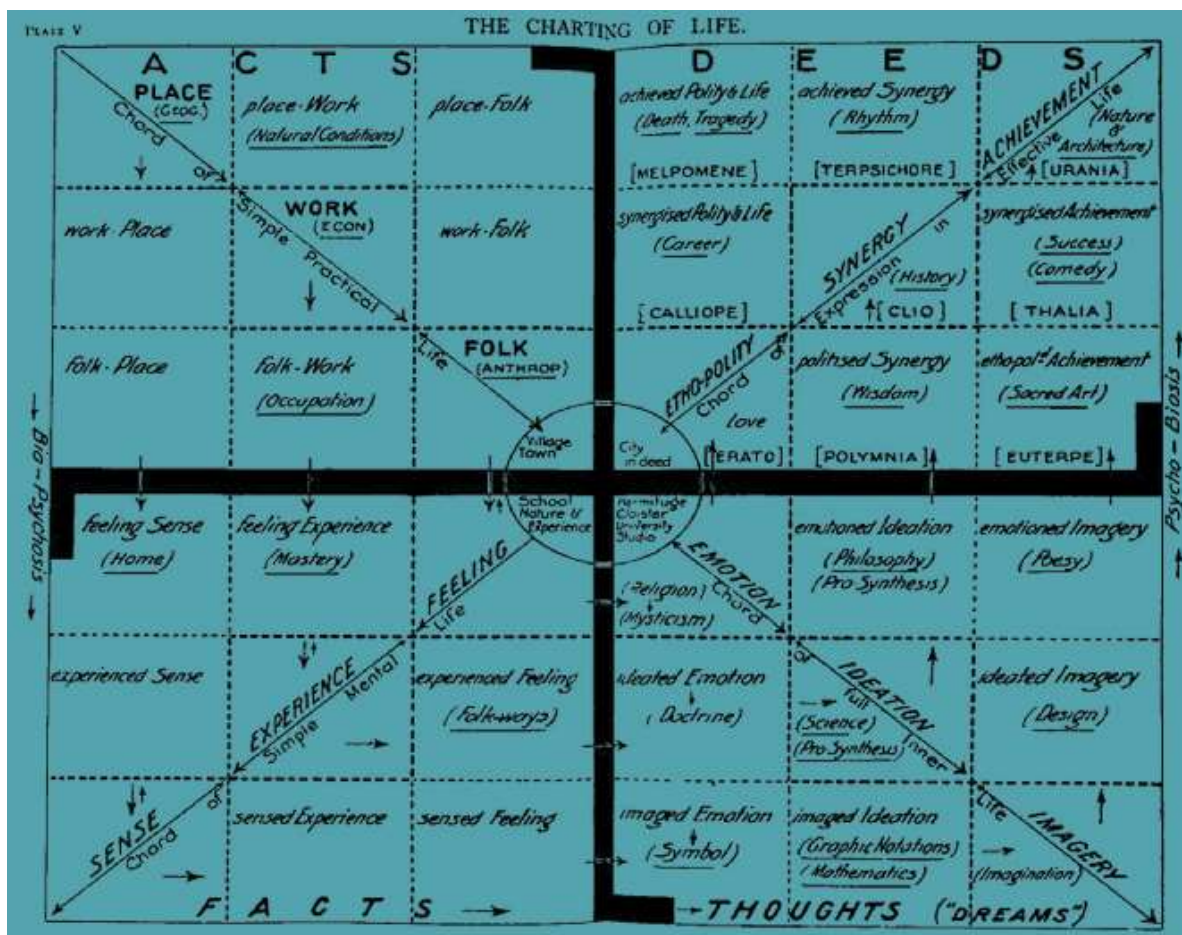 PLATE V
THE CHARTING OF LIFE.
A C T S
PLACE
(GEOG.)
place-Work
(Natural Conditions)
place-Folk
Chord of Simple Practical Life
work-Place
WORK
(ECON)
work-Folk
folk-Place
folk-Work
(Occupation)
FOLK
(ANTHROP)
"Village
Town"
D E E D S
achieved Polity & Life
(Death, Tragedy)
[MELPOMENE]
achieved Synergy
(Rhythm)
[TERPSICHORE]
ACHIEVEMENT
(Nature
&
Architecture)
[URANIA]
Chord of Expression in Effective Life
synergised Polity & Life
(Career)
[CALLIOPE]
SYNERGY
(History)
[CLIO]
synergised Achievement
(Success)
(Comedy)
[THALIA]
ETHO-POLITY
Love
[ERATO]
politised Synergy
(Wisdom)
[POLYMNIA]
etho-pol^d Achievement
(Sacred Art)
[EUTERPE]
City
in deed
→ Bio-Psychosis →
Psycho-Biosis →
School
Nature &
Experience
Hermitage
Cloister
University
Studio
feeling Sense
(Home)
feeling Experience
(Mastery)
FEELING
Chord of Simple Mental Life
experienced Sense
EXPERIENCE
experienced Feeling
(Folk-ways)
SENSE
sensed Experience
sensed Feeling
F A C T S →
EMOTION
(Religion)
(Mysticism)
emotioned Ideation
(Philosophy)
(Pro-Synthesis)
emotioned Imagery
(Poesy)
Chord of full Inner Life
ideated Emotion
(Doctrine)
IDEATION
(Science)
(Pro-Synthesis)
ideated Imagery
(Design)
imaged Emotion
(Symbol)
imaged Ideation
(Graphic Notations)
(Mathematics)
IMAGERY
(Imagination)
→THOUGHTS ("DREAMS")